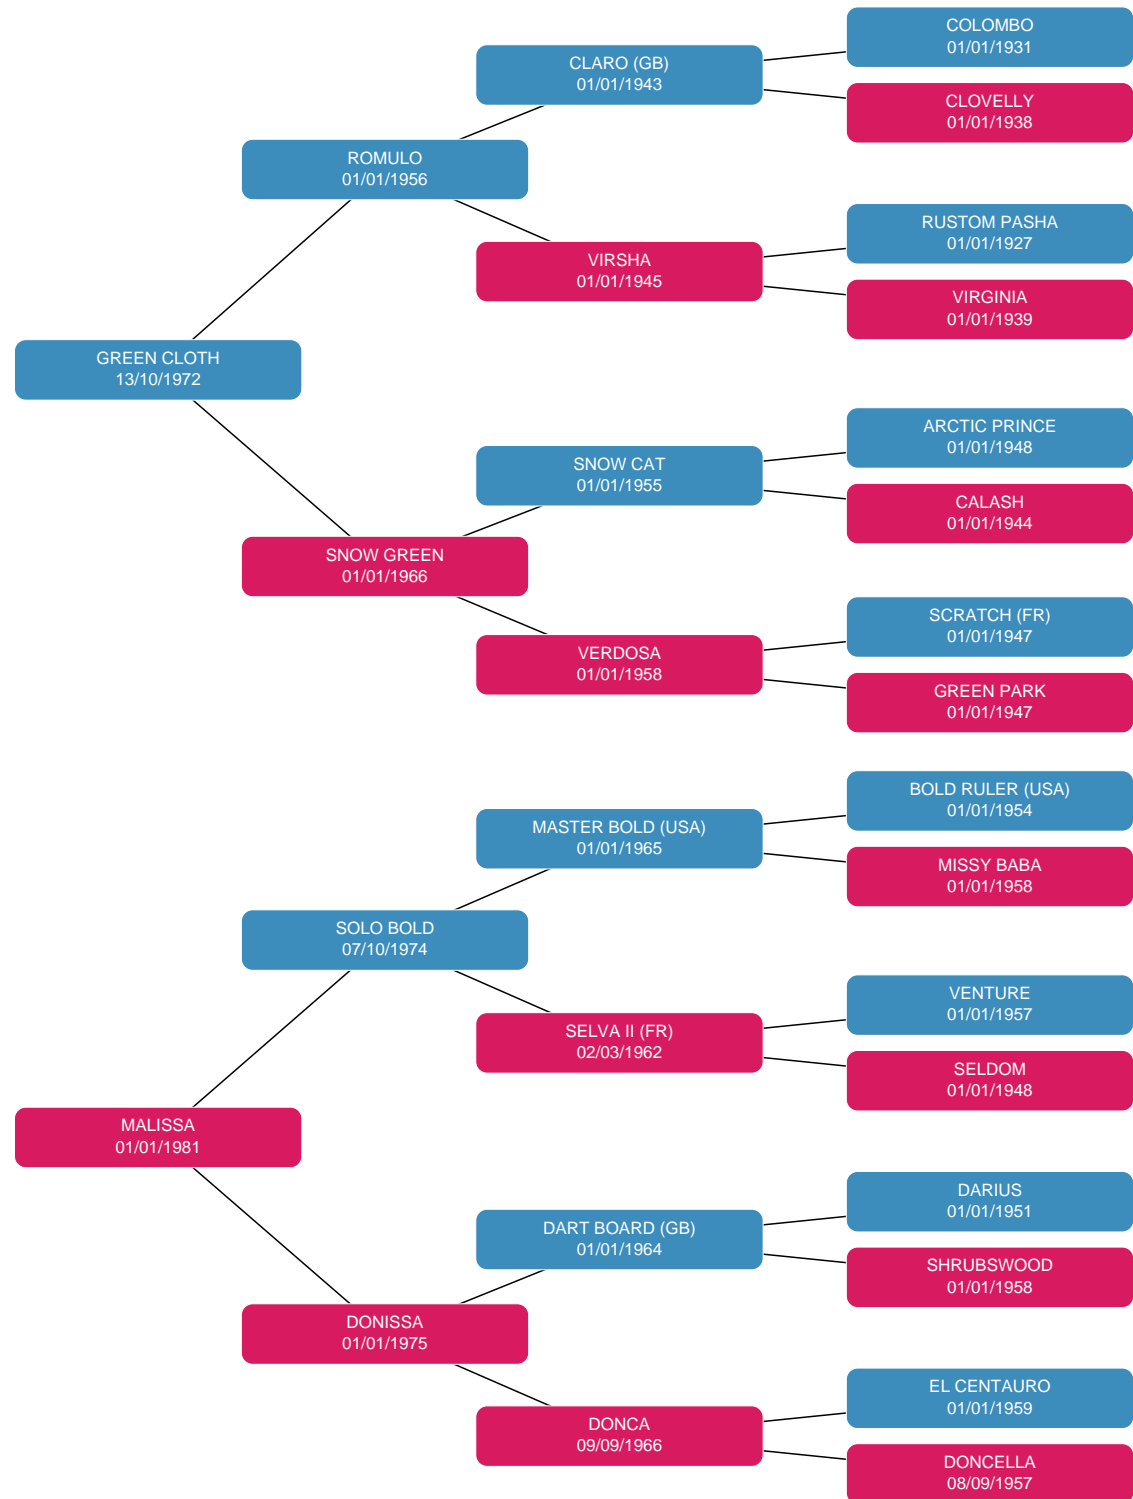 COLOMBO
01/01/1931
CLARO (GB)
01/01/1943
CLOVELLY
01/01/1938
ROMULO
01/01/1956
RUSTOM PASHA
01/01/1927
VIRSHA
01/01/1945
VIRGINIA
01/01/1939
GREEN CLOTH
13/10/1972
ARCTIC PRINCE
01/01/1948
SNOW CAT
01/01/1955
CALASH
01/01/1944
SNOW GREEN
01/01/1966
SCRATCH (FR)
01/01/1947
VERDOSA
01/01/1958
GREEN PARK
01/01/1947
BOLD RULER (USA)
01/01/1954
MASTER BOLD (USA)
01/01/1965
MISSY BABA
01/01/1958
SOLO BOLD
07/10/1974
VENTURE
01/01/1957
SELVA II (FR)
02/03/1962
SELDOM
01/01/1948
MALISSA
01/01/1981
DARIUS
01/01/1951
DART BOARD (GB)
01/01/1964
SHRUBSWOOD
01/01/1958
DONISSA
01/01/1975
EL CENTAURO
01/01/1959
DONCA
09/09/1966
DONCELLA
08/09/1957